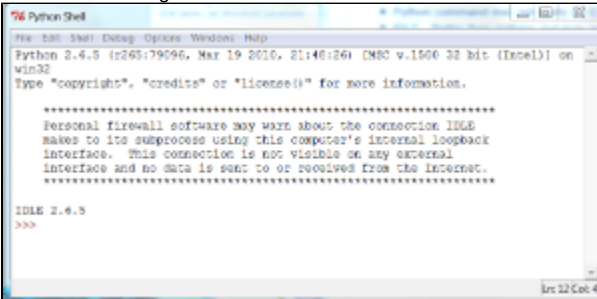 Python Shell
File Edit Shell Debug Options Windows Help
Python 2.6.5 (r265:79096, Mar 19 2010, 21:48:26) [MSC v.1500 32 bit (Intel)] on
win32
Type "copyright", "credits" or "license()" for more information.
****************************************************************
Personal firewall software may warn about the connection IDLE
makes to its subprocess using this computer's internal loopback
interface. This connection is not visible on any external
interface and no data is sent to or received from the Internet.
****************************************************************
IDLE 2.6.5
>>>
Ln: 12 Col: 4